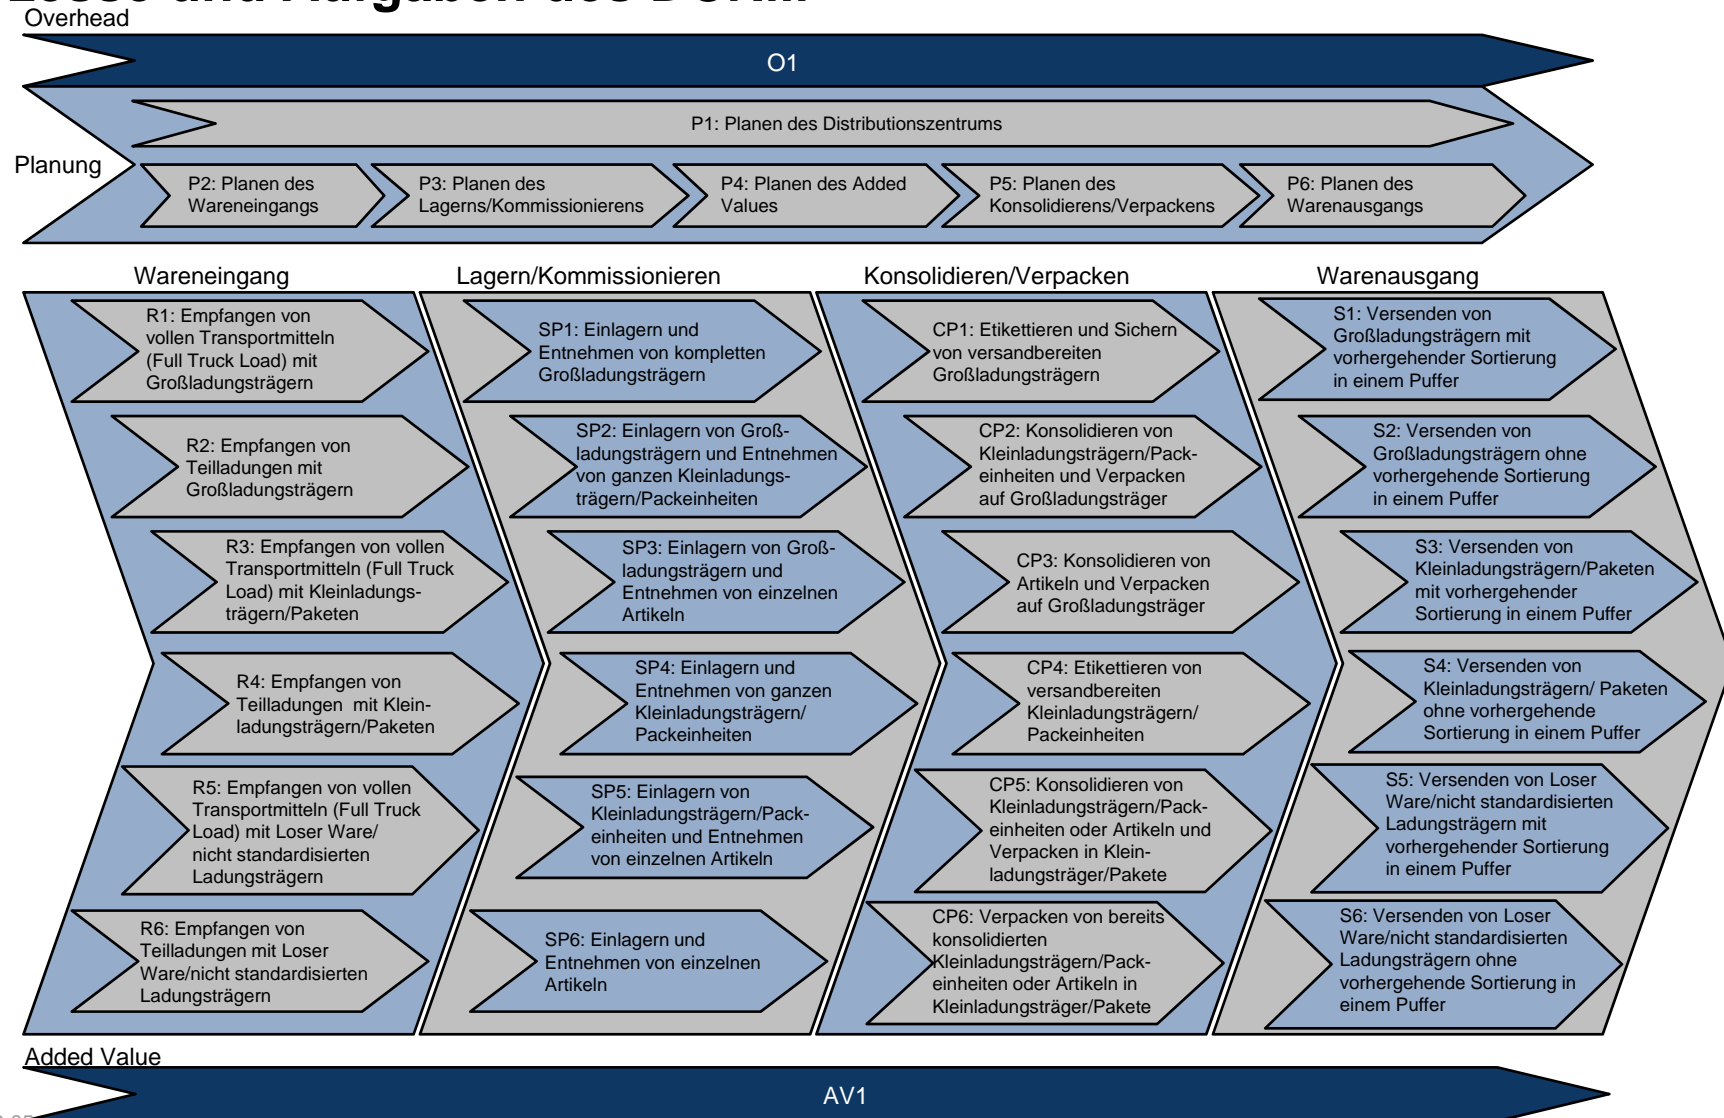 Overhead
O1
P1: Planen des Distributionszentrums
Planung
P2: Planen des
Wareneingangs
P3: Planen des
Lagerns/Kommissionierens
P4: Planen des Added
Values
P5: Planen des
Konsolidierens/Verpackens
P6: Planen des
Warenausgangs
Wareneingang
R1: Empfangen von
vollen Transportmitteln
(Full Truck Load) mit
Großladungsträgern
R2: Empfangen von
Teilladungen mit
Großladungsträgern
R3: Empfangen von vollen
Transportmitteln (Full Truck
Load) mit Kleinladungs-
trägern/Paketen
R4: Empfangen von
Teilladungen mit Klein-
ladungsträgern/Paketen
R5: Empfangen von vollen
Transportmitteln (Full Truck
Load) mit Loser Ware/
nicht standardisierten
Ladungsträgern
R6: Empfangen von
Teilladungen mit Loser
Ware/nicht standardisierten
Ladungsträgern
Lagern/Kommissionieren
SP1: Einlagern und
Entnehmen von kompletten
Großladungsträgern
SP2: Einlagern von Groß-
ladungsträgern und Entnehmen
von ganzen Kleinladungs-
trägern/Packeinheiten
SP3: Einlagern von Groß-
ladungsträgern und
Entnehmen von einzelnen
Artikeln
SP4: Einlagern und
Entnehmen von ganzen
Kleinladungsträgern/
Packeinheiten
SP5: Einlagern von
Kleinladungsträgern/Pack-
einheiten und Entnehmen
von einzelnen Artikeln
SP6: Einlagern und
Entnehmen von einzelnen
Artikeln
Konsolidieren/Verpacken
CP1: Etikettieren und Sichern
von versandbereiten
Großladungsträgern
CP2: Konsolidieren von
Kleinladungsträgern/Pack-
einheiten und Verpacken
auf Großladungsträger
CP3: Konsolidieren von
Artikeln und Verpacken
auf Großladungsträger
CP4: Etikettieren von
versandbereiten
Kleinladungsträgern/
Packeinheiten
CP5: Konsolidieren von
Kleinladungsträgern/Pack-
einheiten oder Artikeln und
Verpacken in Klein-
ladungsträger/Pakete
CP6: Verpacken von bereits
konsolidierten
Kleinladungsträgern/Pack-
einheiten oder Artikeln in
Kleinladungsträger/Pakete
Warenausgang
S1: Versenden von
Großladungsträgern mit
vorhergehender Sortierung
in einem Puffer
S2: Versenden von
Großladungsträgern ohne
vorhergehende Sortierung
in einem Puffer
S3: Versenden von
Kleinladungsträgern/Paketen
mit vorhergehender
Sortierung in einem Puffer
S4: Versenden von
Kleinladungsträgern/ Paketen
ohne vorhergehende
Sortierung in einem Puffer
S5: Versenden von Loser
Ware/nicht standardisierten
Ladungsträgern mit
vorhergehender Sortierung
in einem Puffer
S6: Versenden von Loser
Ware/nicht standardisierten
Ladungsträgern ohne
vorhergehende Sortierung in
einem Puffer
Added Value
AV1